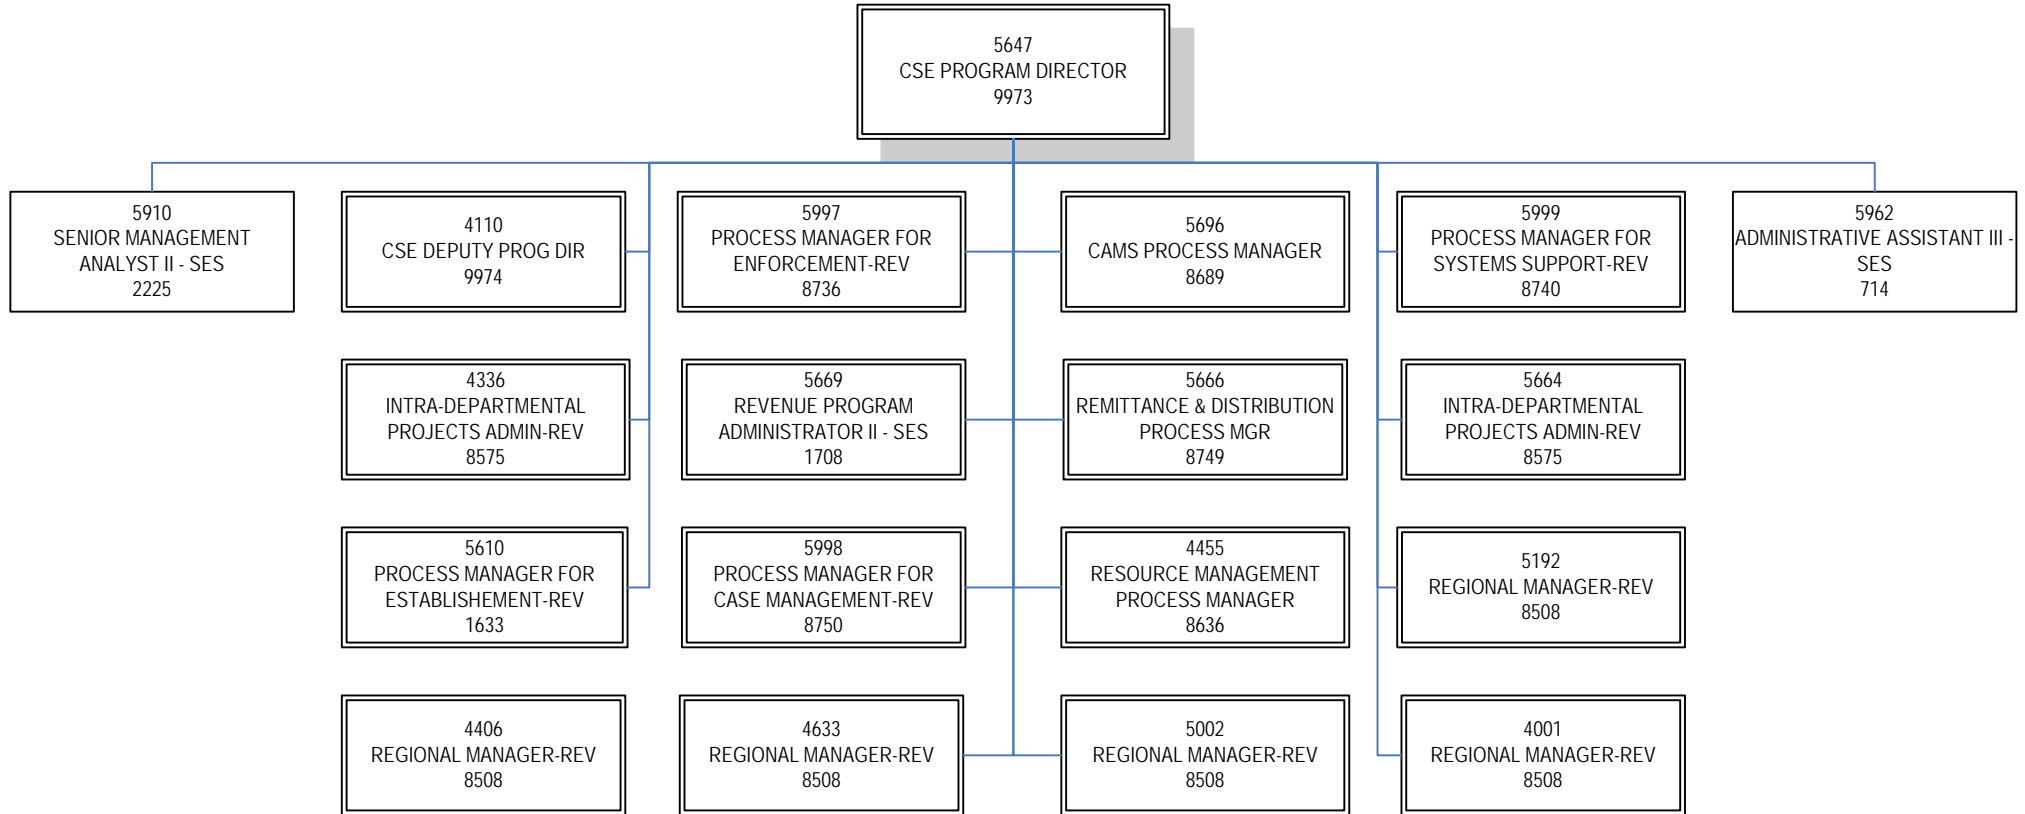 5647
CSE PROGRAM DIRECTOR
9973
5910
SENIOR MANAGEMENT
ANALYST II - SES
2225
4110
CSE DEPUTY PROG DIR
9974
5997
PROCESS MANAGER FOR
ENFORCEMENT-REV
8736
5696
CAMS PROCESS MANAGER
8689
5999
PROCESS MANAGER FOR
SYSTEMS SUPPORT-REV
8740
5962
ADMINISTRATIVE ASSISTANT III -
SES
714
4336
INTRA-DEPARTMENTAL
PROJECTS ADMIN-REV
8575
5669
REVENUE PROGRAM
ADMINISTRATOR II - SES
1708
5666
REMITTANCE & DISTRIBUTION
PROCESS MGR
8749
5664
INTRA-DEPARTMENTAL
PROJECTS ADMIN-REV
8575
5610
PROCESS MANAGER FOR
ESTABLISHEMENT-REV
1633
5998
PROCESS MANAGER FOR
CASE MANAGEMENT-REV
8750
4455
RESOURCE MANAGEMENT
PROCESS MANAGER
8636
5192
REGIONAL MANAGER-REV
8508
4406
REGIONAL MANAGER-REV
8508
4633
REGIONAL MANAGER-REV
8508
5002
REGIONAL MANAGER-REV
8508
4001
REGIONAL MANAGER-REV
8508